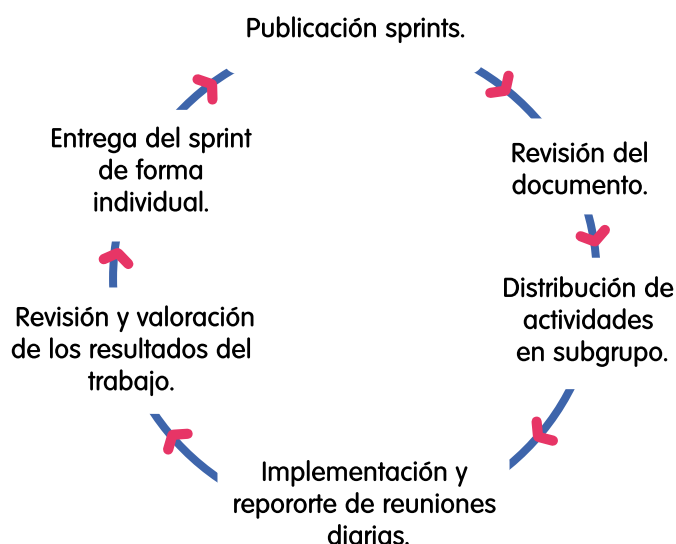 Publicación sprints.
Revisión del
documento.
Distribución de
actividades
en subgrupo.
Implementación y
repororte de reuniones
diarias.
Revisión y valoración
de los resultados del
trabajo.
Entrega del sprint
de forma
individual.